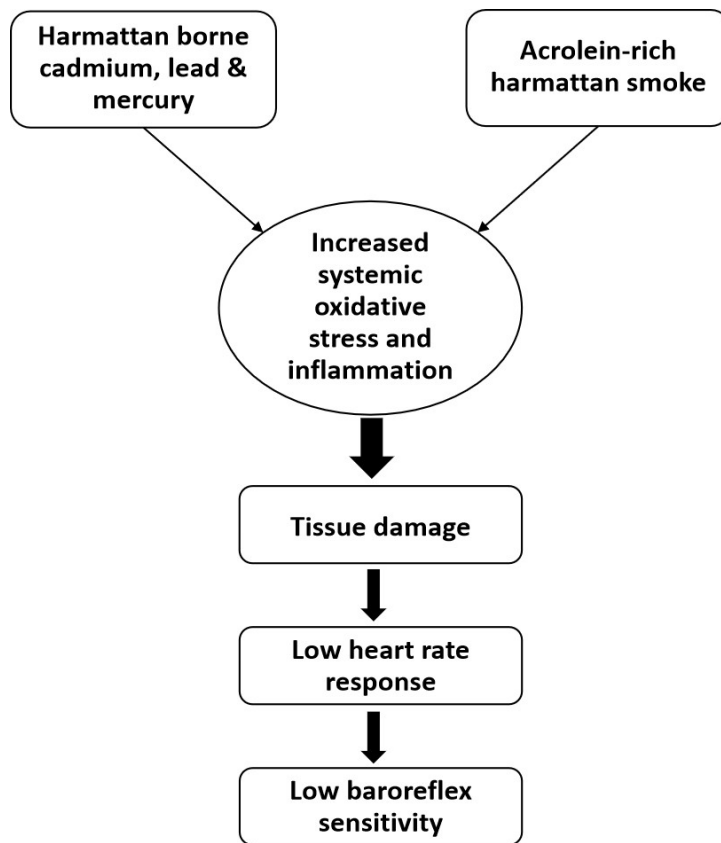 Harmattan borne
cadmium, lead &
mercury
Acrolein-rich
harmattan smoke
Increased
systemic
oxidative
stress and
inflammation
Tissue damage
Low heart rate
response
Low baroreflex
sensitivity